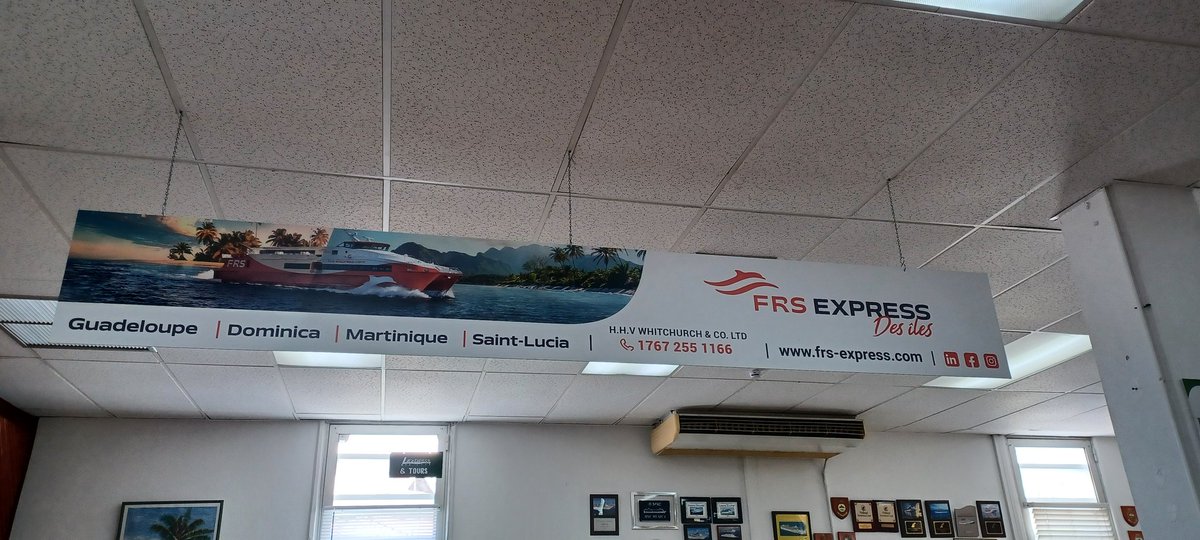 FRS
Guadeloupe | Dominica | Martinique | Saint-Lucia |
H.H.V WHITCHURCH & CO. LTD
1767 255 1166
FRS EXPRESS
Des iles
| www.frs-express.com |
& TOURS